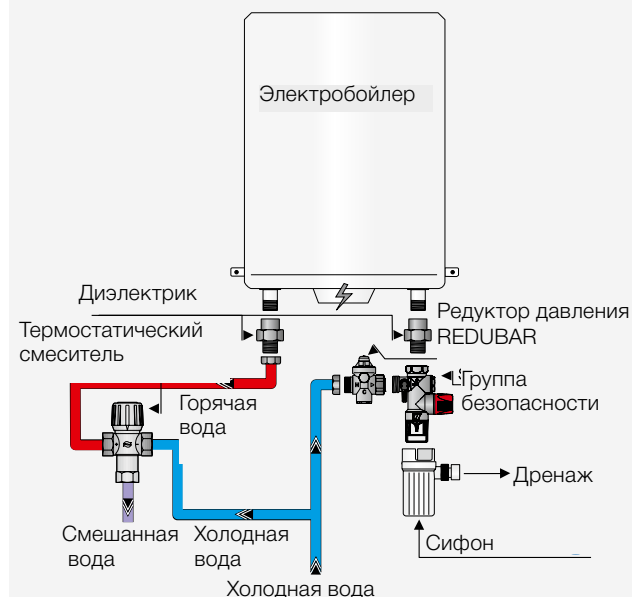 Электробойлер
Диэлектрик
Редуктор давления
REDUBAR
Термостатический
смеситель
Группа
безопасности
Горячая
вода
Дренаж
Смешанная
вода
Холодная
вода
Сифон
Холодная вода